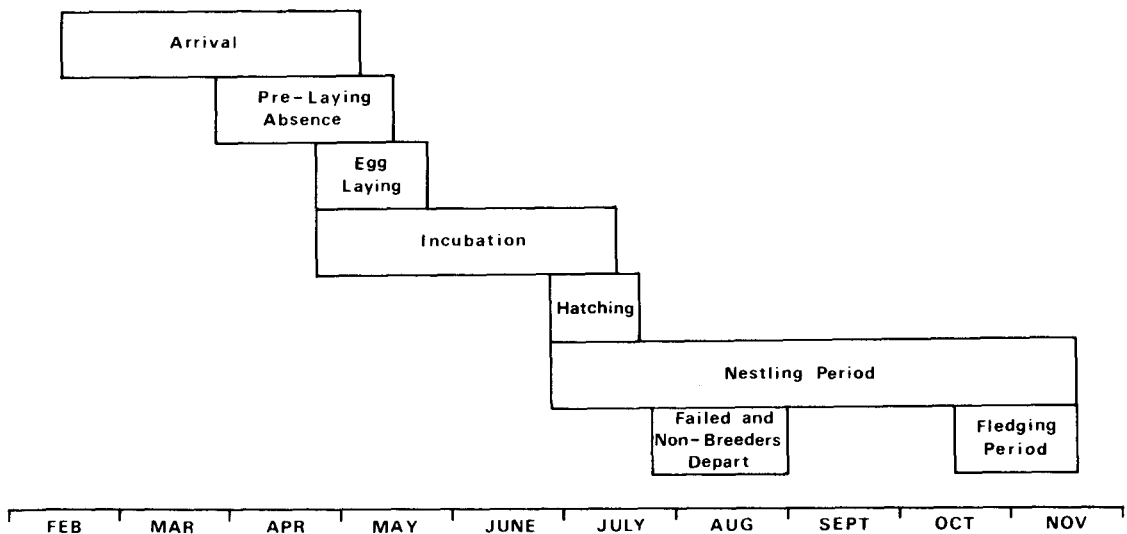 Arrival
Pre-Laying
Absence
Egg
Laying
Incubation
Hatching
Nestling Period
Failed and
Non-Breeders
Depart
Fledging
Period
FEB MAR APR MAY JUNE JULY AUG SEPT OCT NOV